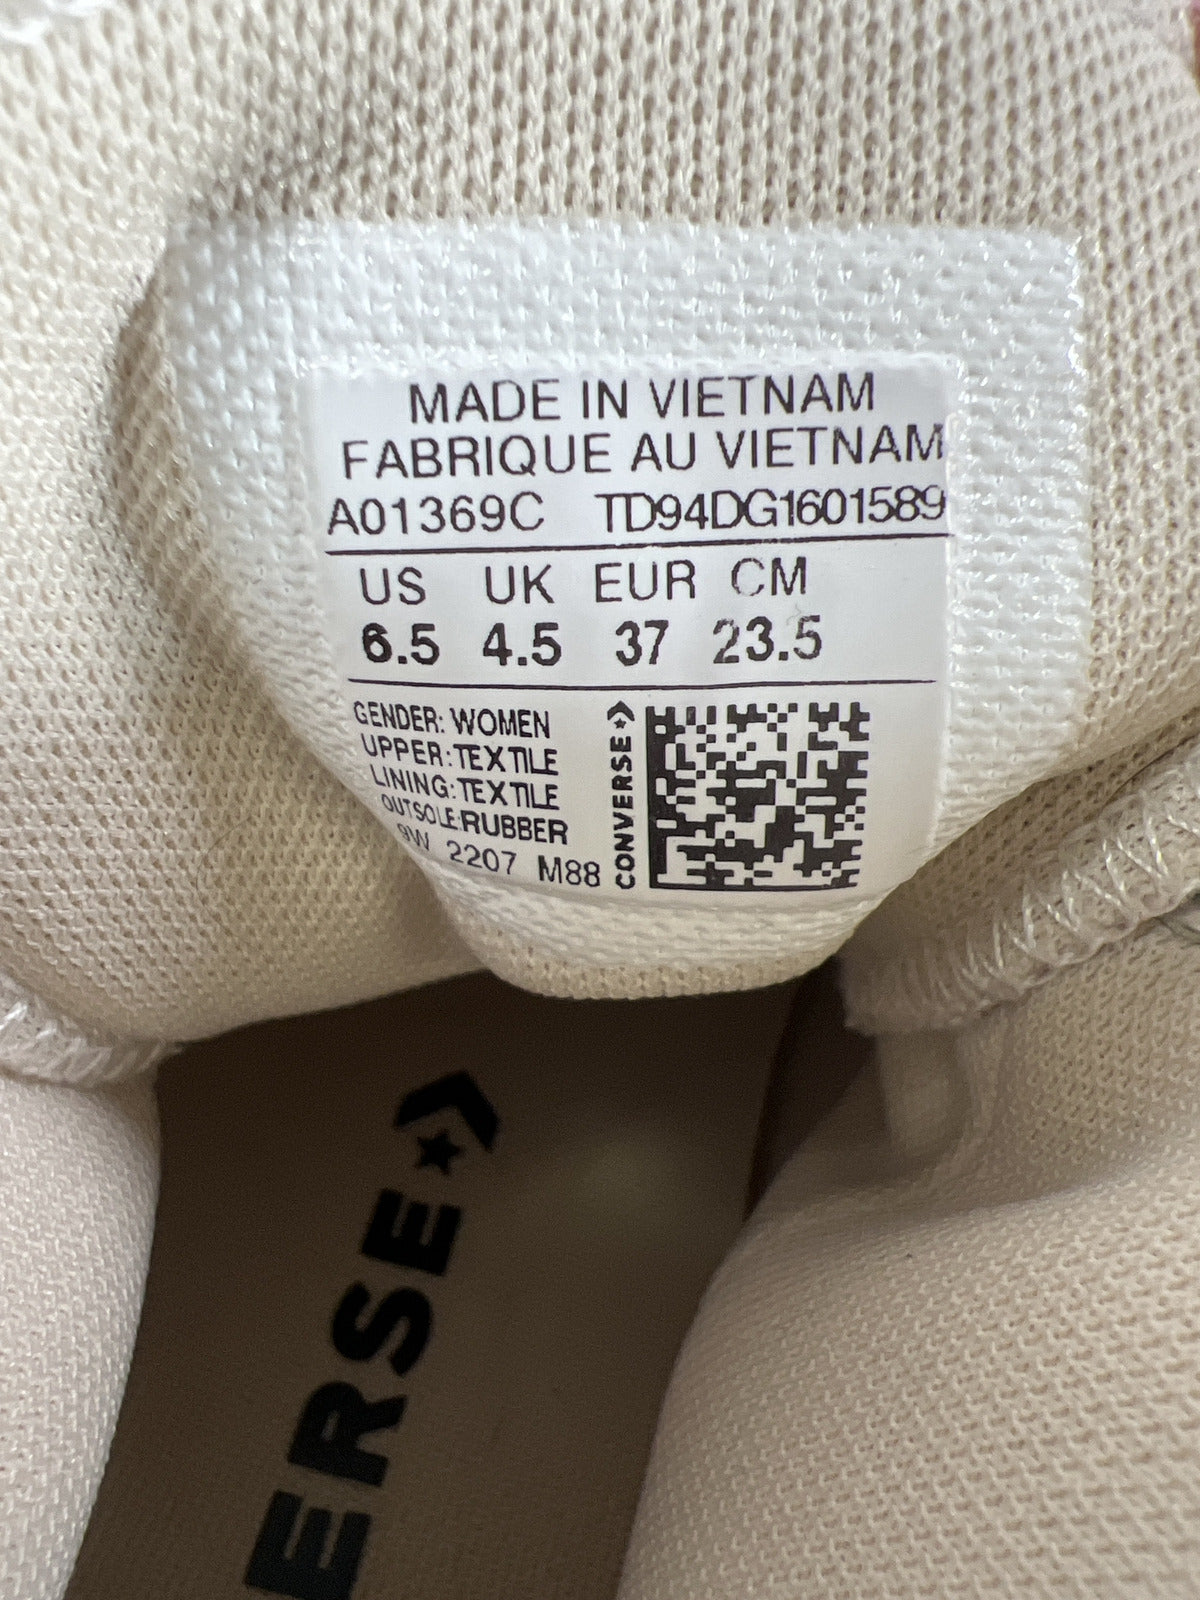 MADE IN VIETNAM
FABRIQUE AU VIETNAM
A01369C TD94DG1601589
US UK EUR CM
6.5 4.5 37 23.5
GENDER: WOMEN
UPPER:TEXTILE
LINING:TEXTILE
OUTSOLE:RUBBER
9W 2207 M88
CONVERSE
ERSE